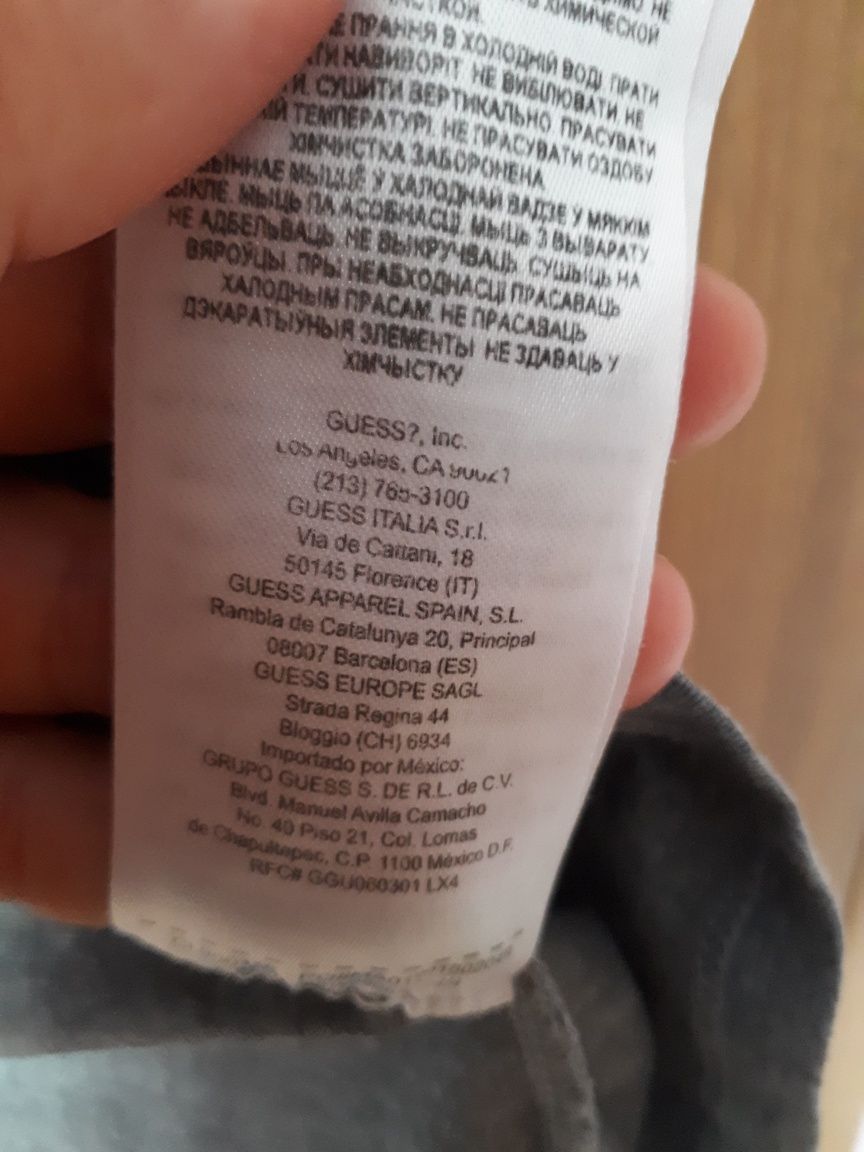 НЕ
ХИМИЧЕСКОЙ
ПРАННЯ В ХОЛОДНІЙ ВОДІ. ПРАТИ
НАВИВОРІТ. НЕ ВИБІЛЮВАТИ. НЕ
СУШИТИ ВЕРТИКАЛЬНО. ПРАСУВАТИ
ТЕМПЕРАТУРІ. НЕ ПРАСУВАТИ ОЗДОБУ
ХІМЧИСТКА ЗАБОРОНЕНА
МЫЦЦЁ У ХАЛОДНАЙ ВАДЗЕ У МЯККІМ
МЫЦЬ ПА АСОБНАСЦІ. МЫЦЬ З ВЫВАРАТУ
НЕ АДБЕЛЬВАЦЬ. НЕ ВЫКРУЧВАЦЬ. СУШЫЦЬ НА
ВЯРОЎЦЫ. ПРЫ НЕАБХОДНАСЦІ ПРАСАВАЦЬ
ХАЛОДНЫМ ПРАСАМ. НЕ ПРАСАВАЦЬ
ДЭКАРАТЫЎНЫЯ ЭЛЕМЕНТЫ. НЕ ЗДАВАЦЬ У
ХІМЧЫСТКУ
GUESS?, Inc.
Los Angeles, CA 90021
(213) 765-3100
GUESS ITALIA S.r.l.
Via de Cattani, 18
50145 Florence (IT)
GUESS APPAREL SPAIN, S.L.
Rambla de Catalunya 20, Principal
08007 Barcelona (ES)
GUESS EUROPE SAGL
Strada Regina 44
Bioggio (CH) 6934
Importado por México:
GRUPO GUESS S. DE R.L. de C.V.
Blvd. Manuel Avilla Camacho
No. 40 Piso 21, Col. Lomas
de Chapultepec, C.P. 1100 México D.F.
RFC# GGU060301 LX4